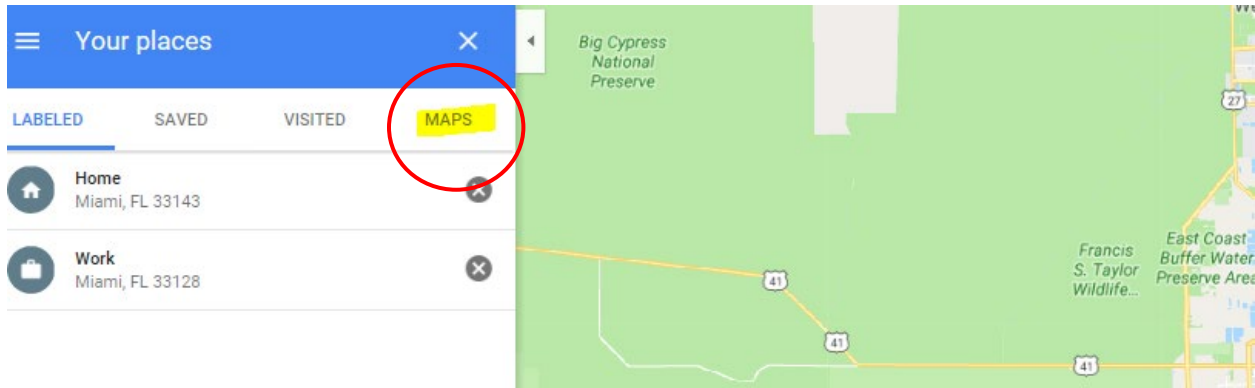 Your places
LABELED SAVED VISITED MAPS
Home
Miami, FL 33143
Work
Miami, FL 33128
Big Cypress
National
Preserve
27
41
41
41
Francis
S. Taylor
Wildlife...
East Coast
Buffer Water
Preserve Area